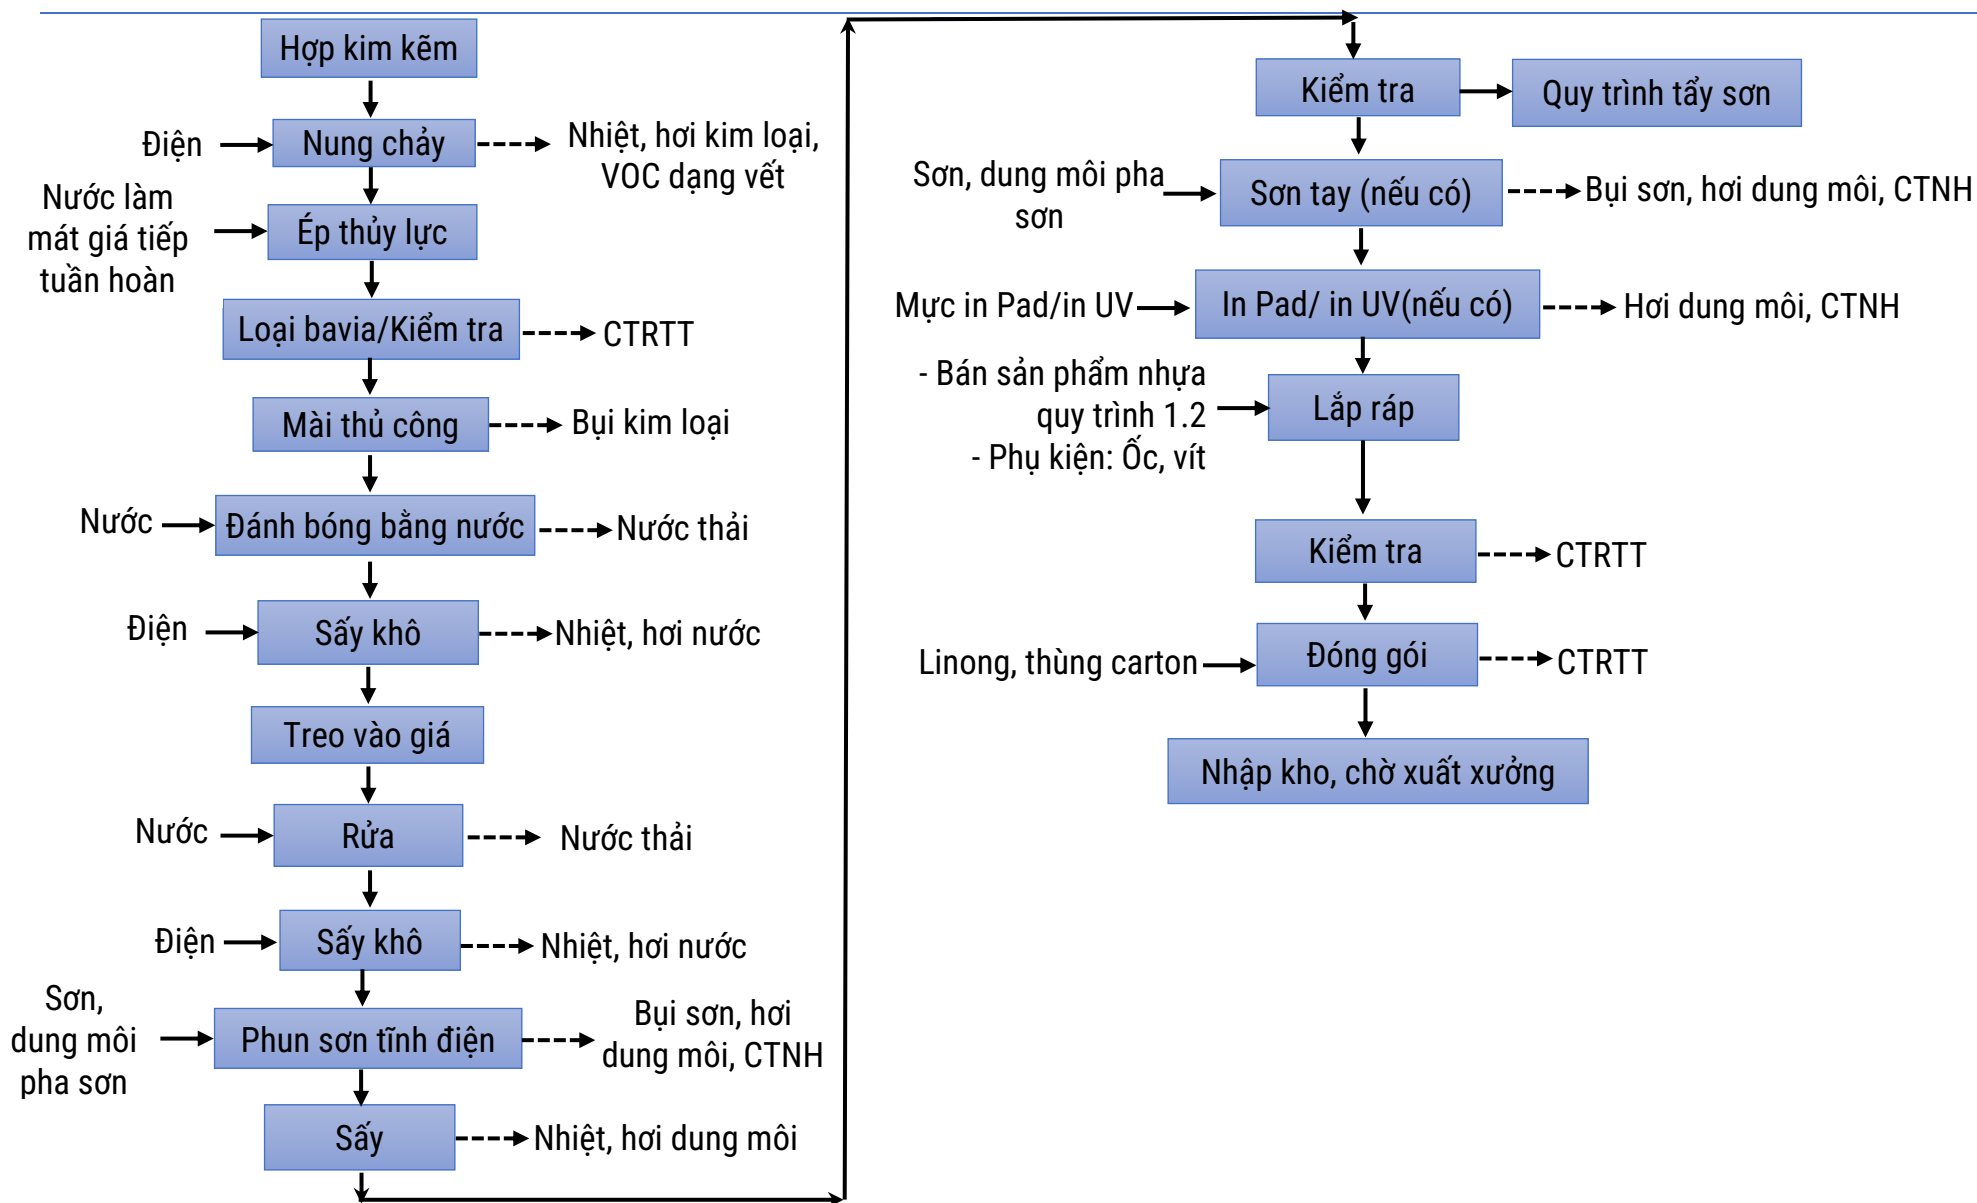 Hợp kim kẽm
Điện
Nung chảy
Nhiệt, hơi kim loại,
VOC dạng vết
Nước làm
mát giá tiếp
tuần hoàn
Ép thủy lực
Loại bavia/Kiểm tra
CTRTT
Mài thủ công
Bụi kim loại
Nước
Đánh bóng bằng nước
Nước thải
Điện
Sấy khô
Nhiệt, hơi nước
Treo vào giá
Nước
Rửa
Nước thải
Điện
Sấy khô
Nhiệt, hơi nước
Sơn,
dung môi
pha sơn
Phun sơn tĩnh điện
Bụi sơn, hơi
dung môi, CTNH
Sấy
Nhiệt, hơi dung môi
Kiểm tra
Quy trình tẩy sơn
Sơn, dung môi pha
sơn
Sơn tay (nếu có)
Bụi sơn, hơi dung môi, CTNH
Mực in Pad/in UV
In Pad/ in UV(nếu có)
Hơi dung môi, CTNH
- Bán sản phẩm nhựa
quy trình 1.2
- Phụ kiện: Ốc, vít
Lắp ráp
Kiểm tra
CTRTT
Linong, thùng carton
Đóng gói
CTRTT
Nhập kho, chờ xuất xưởng